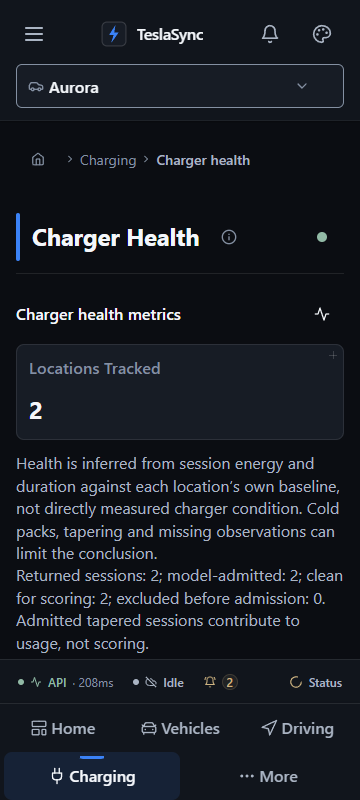 TeslaSync
Aurora
Charging
Charger health
Charger Health
Charger health metrics
Locations Tracked
2
Health is inferred from session energy and
duration against each location's own baseline,
not directly measured charger condition. Cold
packs, tapering and missing observations can
limit the conclusion.
Returned sessions: 2; model-admitted: 2; clean
for scoring: 2; excluded before admission: 0.
Admitted tapered sessions contribute to
usage, not scoring.
API · 208ms Idle 2 Status
Home Vehicles Driving
Charging More